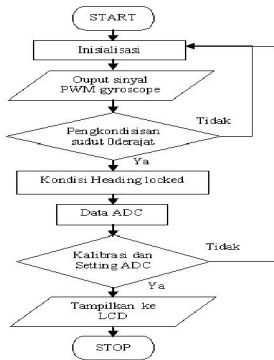 START
Inisialisasi
Ouput sinyal
PWM gyroscope
Pengkondisisan
sudut 0derajat
Tidak
Ya
Kondisi Heading locked
Data ADC
Kalibrasi dan
Setting ADC
Tidak
Ya
Tampilkan ke
LCD
STOP